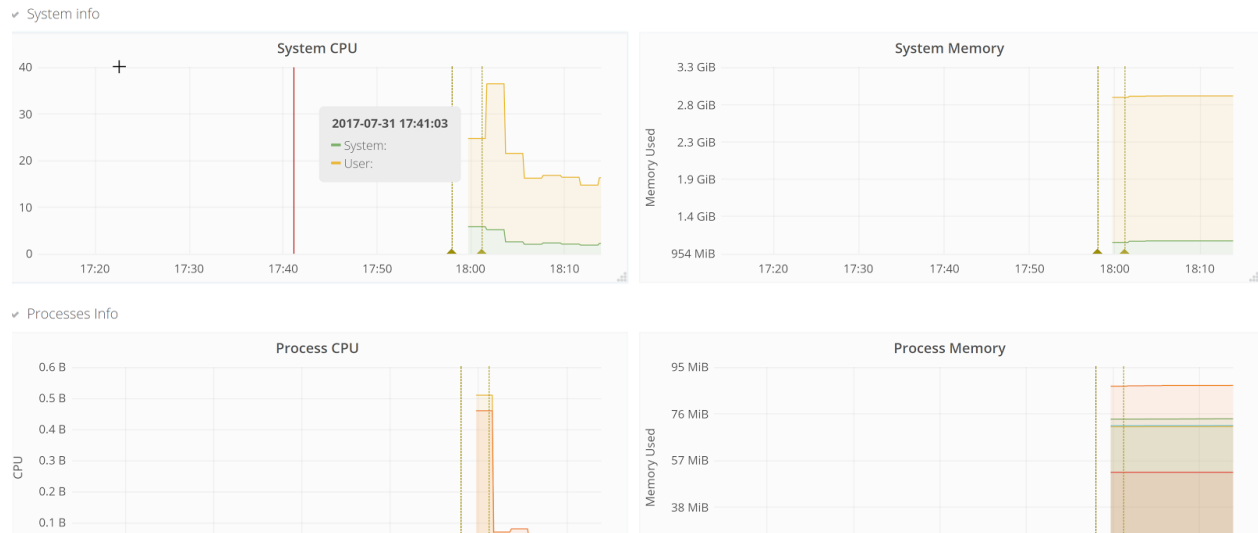 System info
System CPU
40
30
20
10
0
17:20 17:30 17:40 17:50 18:00 18:10
2017-07-31 17:41:03
System:
User:
System Memory
Memory Used
3.3 GiB
2.8 GiB
2.3 GiB
1.9 GiB
1.4 GiB
954 MiB
17:20 17:30 17:40 17:50 18:00 18:10
Processes Info
Process CPU
CPU
0.6 B
0.5 B
0.4 B
0.3 B
0.2 B
0.1 B
Process Memory
Memory Used
95 MiB
76 MiB
57 MiB
38 MiB